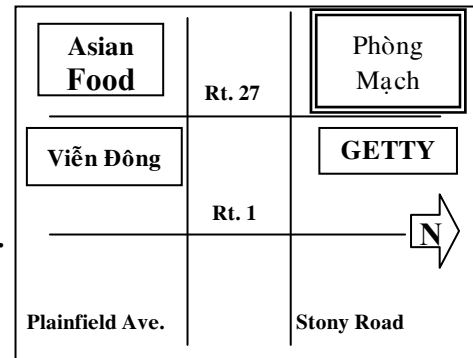 Asian
Food
Phòng
Mạch
Rt. 27
Viễn Đông
GETTY
Rt. 1
N
Plainfield Ave.
Stony Road